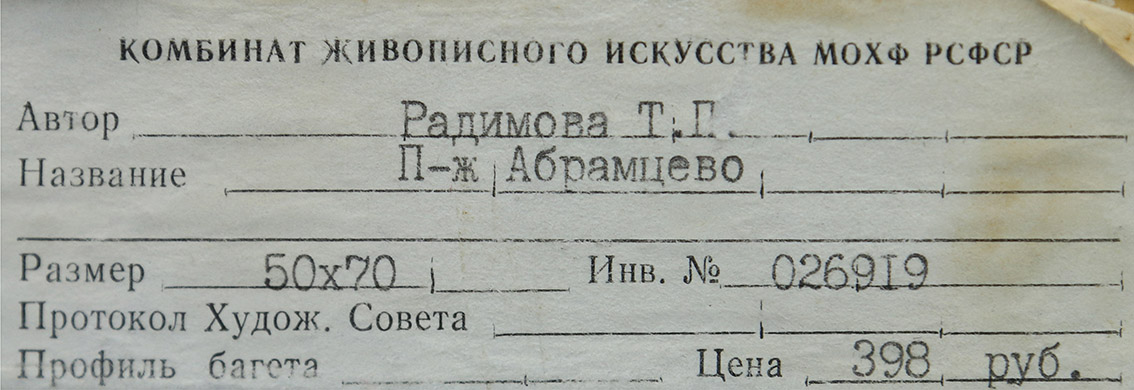 КОМБИНАТ ЖИВОПИСНОГО ИСКУССТВА МОХФ РСФСР
Автор Радимова Т.П.
Название П-ж Абрамцево
Размер 50х70 Инв. № 026919
Протокол Худож. Совета
Профиль багета Цена 398 руб.